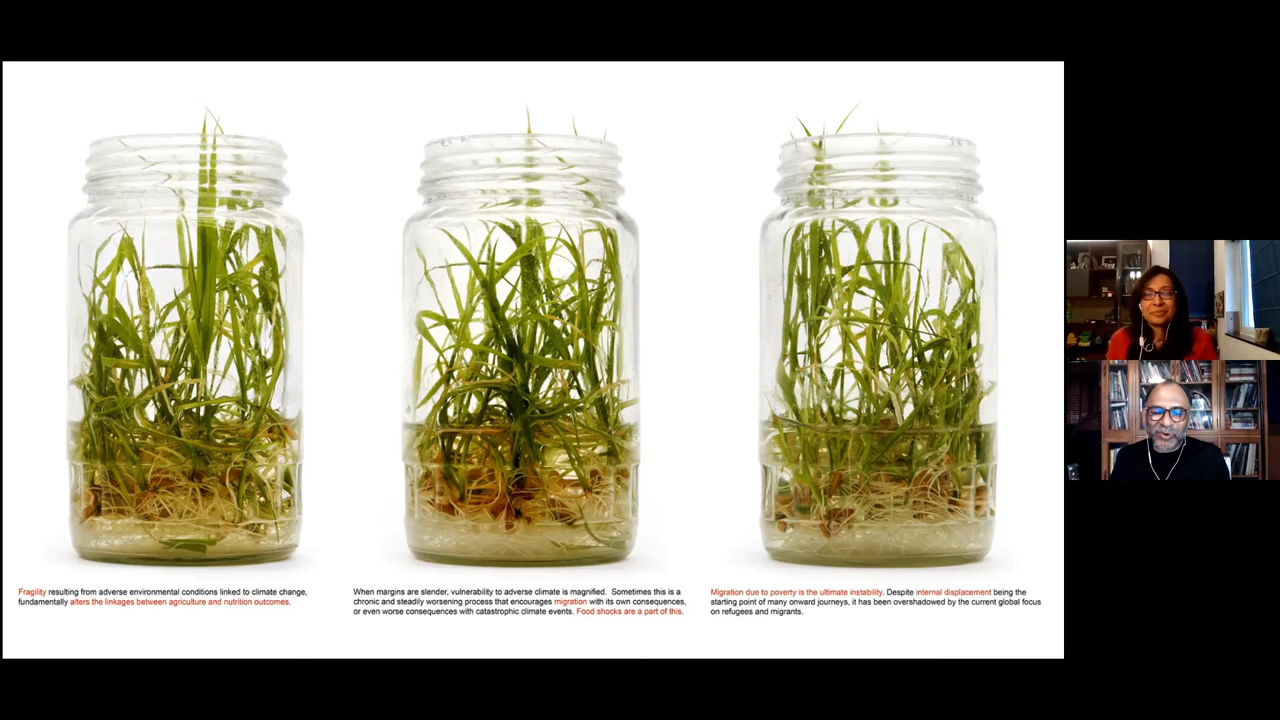 Fragility resulting from adverse environmental conditions linked to climate change,
fundamentally alters the linkages between agriculture and nutrition outcomes.
When margins are slender, vulnerability to adverse climate is magnified.  Sometimes this is a
chronic and steadily worsening process that encourages migration with its own consequences,
or even worse consequences with catastrophic climate events. Food shocks are a part of this.
Migration due to poverty is the ultimate instability. Despite internal displacement being the
starting point of many onward journeys, it has been overshadowed by the current global focus
on refugees and migrants.